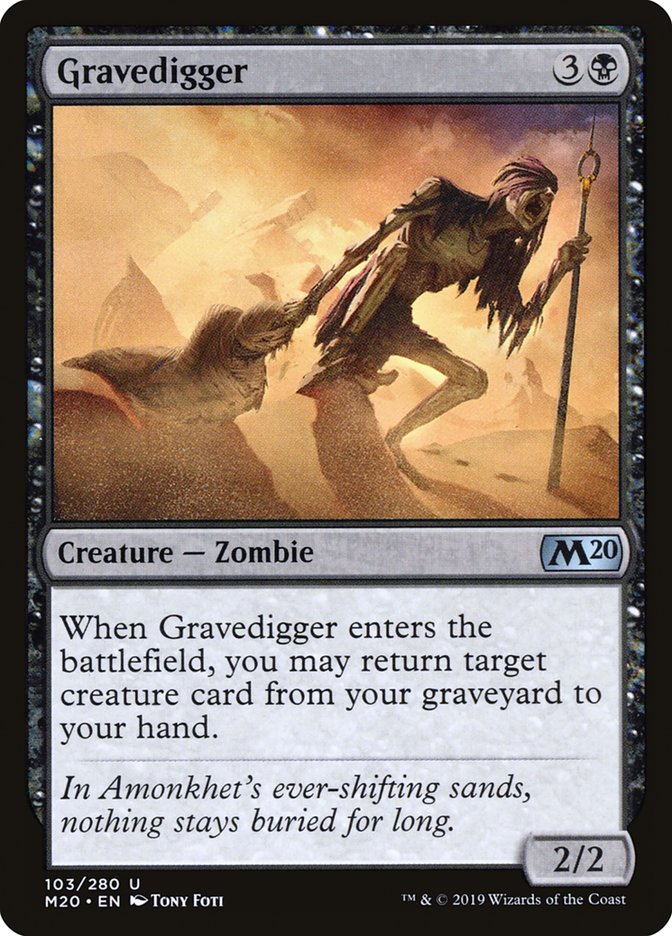 Gravedigger 3
Creature — Zombie M20
When Gravedigger enters the
battlefield, you may return target
creature card from your graveyard to
your hand.
In Amonkhet's ever-shifting sands,
nothing stays buried for long.
2/2
103/280 U
M20 • EN Tony Foti ™ & © 2019 Wizards of the Coast